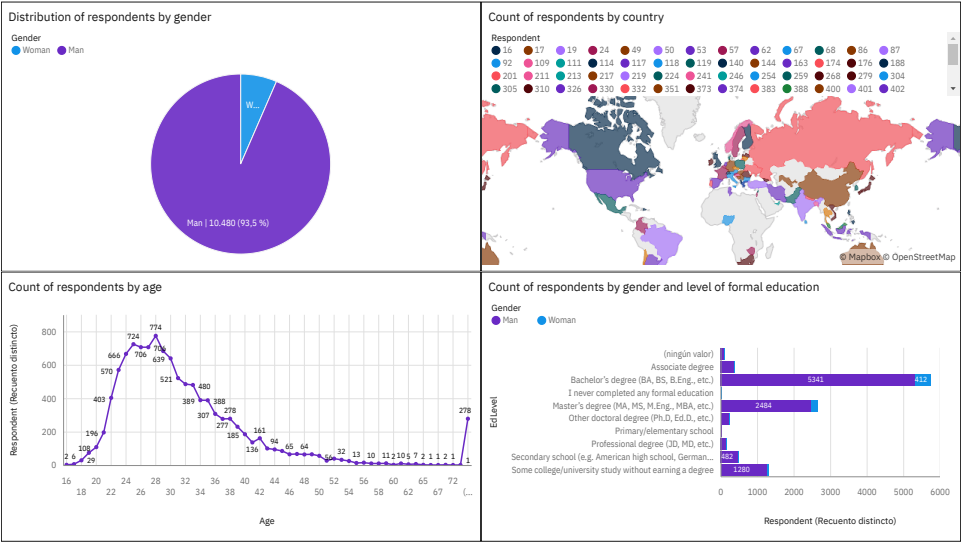 Distribution of respondents by gender
Gender
Woman Man
W...
Man | 10.480 (93,5 %)
Count of respondents by country
Respondent
16 17 19 24 49 50 53 57 62 67 68 86 87
92 109 111 114 117 118 119 140 144 163 174 176 188
201 211 213 217 219 224 241 246 254 259 268 279 304
305 310 326 330 332 351 373 374 383 388 400 401 402
© Mapbox © OpenStreetMap
Count of respondents by age
Respondent (Recuento distinct)
800
600
400
200
0
2 6 108 29 196 403 570 666 724 706 774 706 639 521 389 480 307 388 277 278 185 136 161 94 65 64 56 52 54 13 10 11 2 10 5 7 2 1 1 2 1 278 1
16 20 24 28 32 36 40 44 48 52 56 60 65 72
18 22 26 30 34 38 42 46 50 54 58 62 67 (...
Age
Count of respondents by gender and level of formal education
Gender
Man Woman
EdLevel
(ningún valor)
Associate degree
Bachelor's degree (BA, BS, B.Eng., etc.) 5341 412
I never completed any formal education
Master's degree (MA, MS, M.Eng., MBA, etc.) 2484
Other doctoral degree (Ph.D, Ed.D., etc.)
Primary/elementary school
Professional degree (JD, MD, etc.)
Secondary school (e.g. American high school, German... 482
Some college/university study without earning a degree 1280
0 1000 2000 3000 4000 5000 6000
Respondent (Recuento distincto)